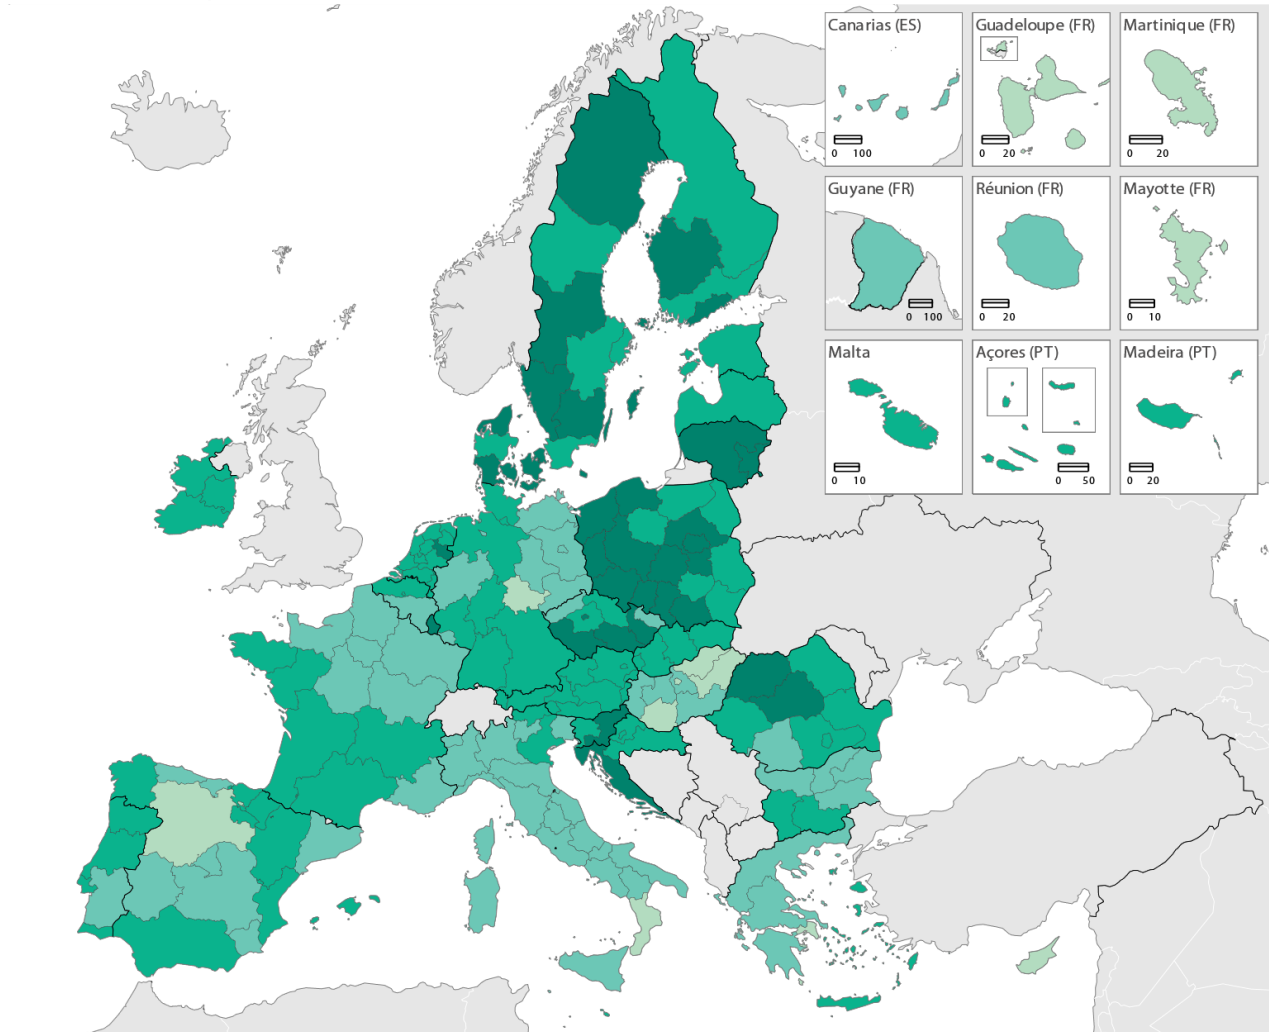 Canarias (ES)
0 100
Guadeloupe (FR)
0 20
Martinique (FR)
0 20
Guyane (FR)
0 100
Réunion (FR)
0 20
Mayotte (FR)
0 10
Malta
0 10
Açores (PT)
0 50
Madeira (PT)
0 20